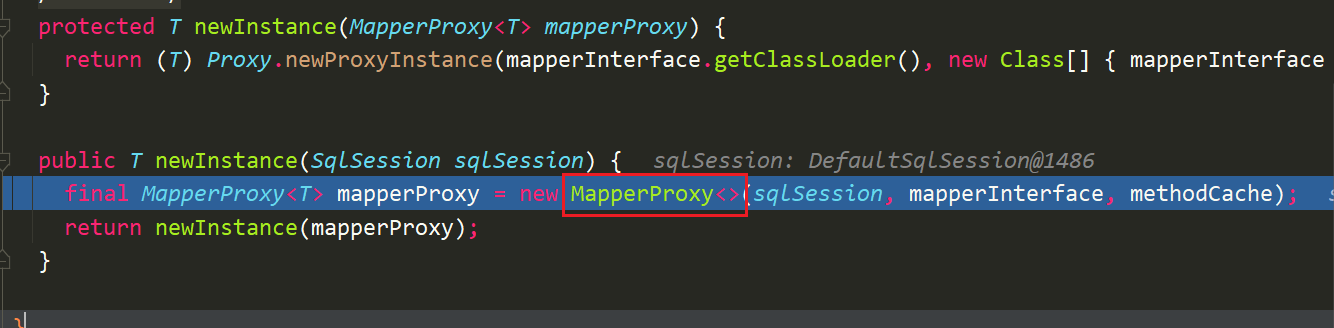 protected T newInstance(MapperProxy<T> mapperProxy) {
return (T) Proxy.newProxyInstance(mapperInterface.getClassLoader(), new Class[] { mapperInterface
}
public T newInstance(SqlSession sqlSession) { sqlSession: DefaultSqlSession@1486
final MapperProxy<T> mapperProxy = new MapperProxy<>(sqlSession, mapperInterface, methodCache); s
return newInstance(mapperProxy);
}
}